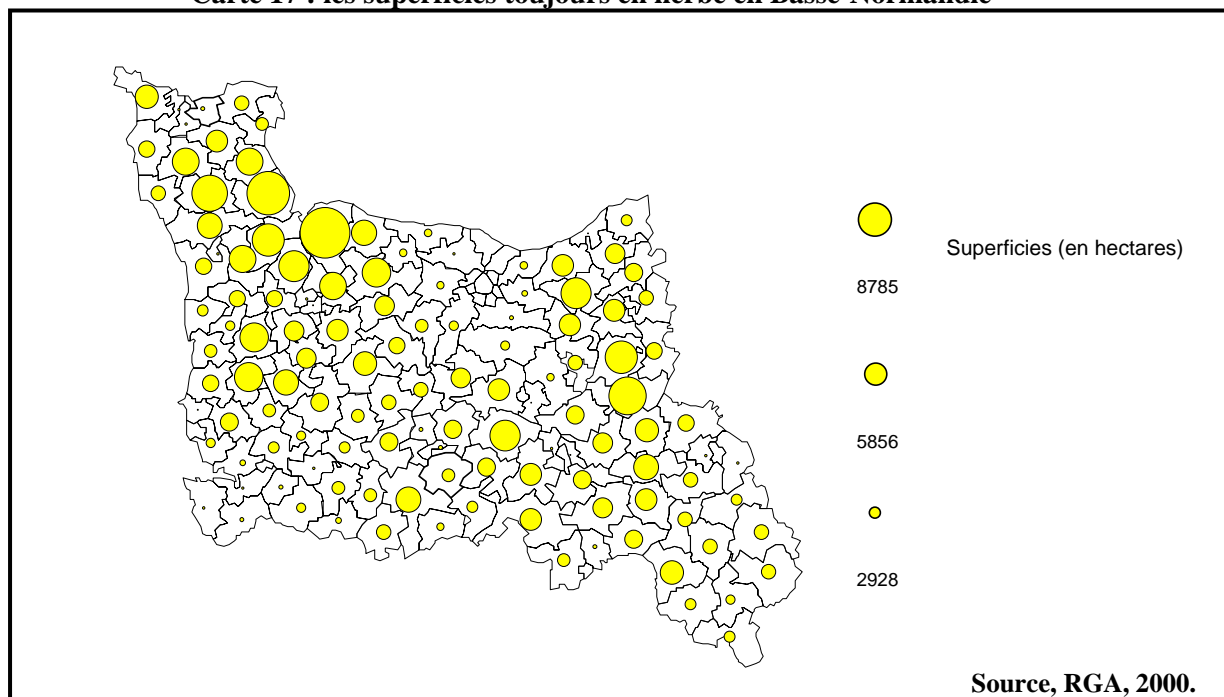 Carte 17 : les superficies toujours en herbe en Basse-Normandie
Superficies (en hectares)
8785
5856
2928
Source, RGA, 2000.